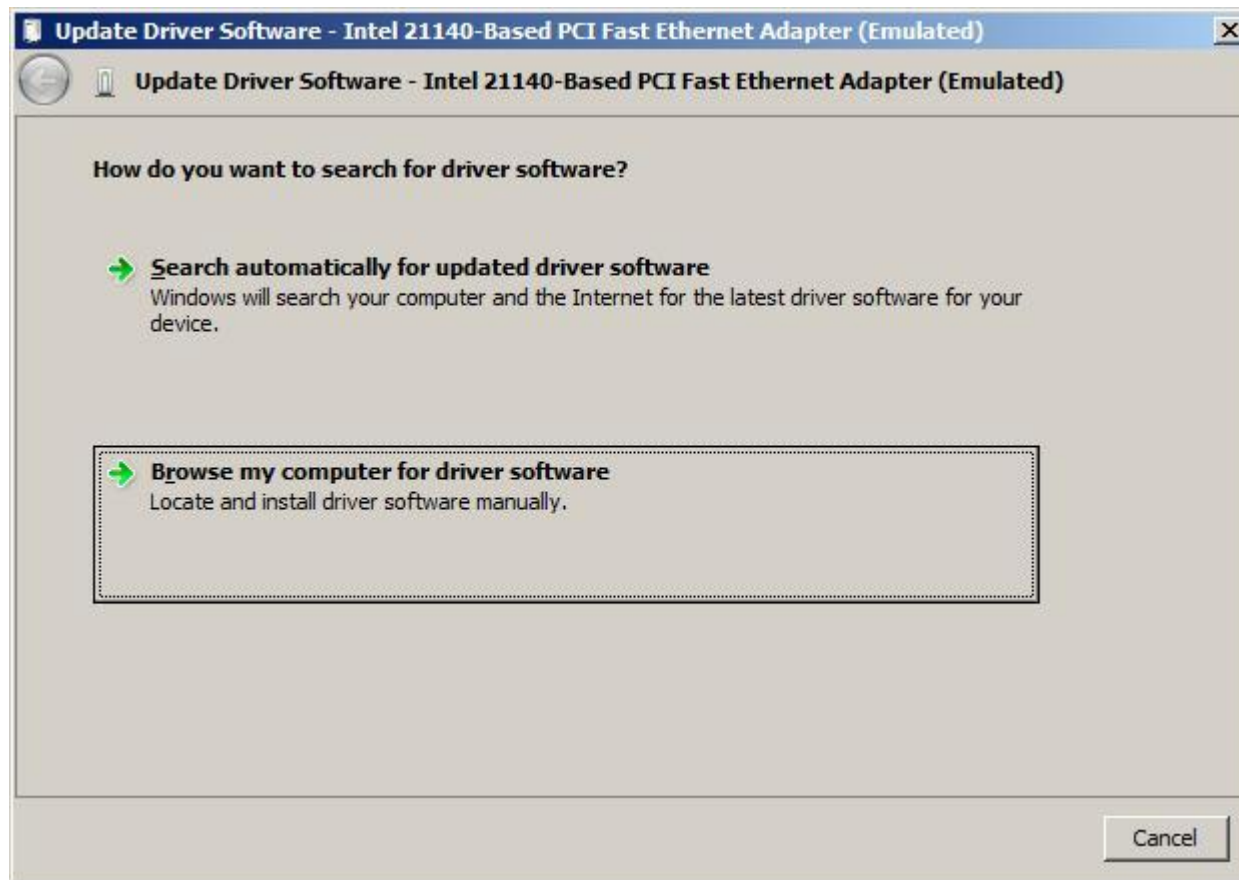 Update Driver Software - Intel 21140-Based PCI Fast Ethernet Adapter (Emulated)
Update Driver Software - Intel 21140-Based PCI Fast Ethernet Adapter (Emulated)
How do you want to search for driver software?
Search automatically for updated driver software
Windows will search your computer and the Internet for the latest driver software for your
device.
Browse my computer for driver software
Locate and install driver software manually.
Cancel